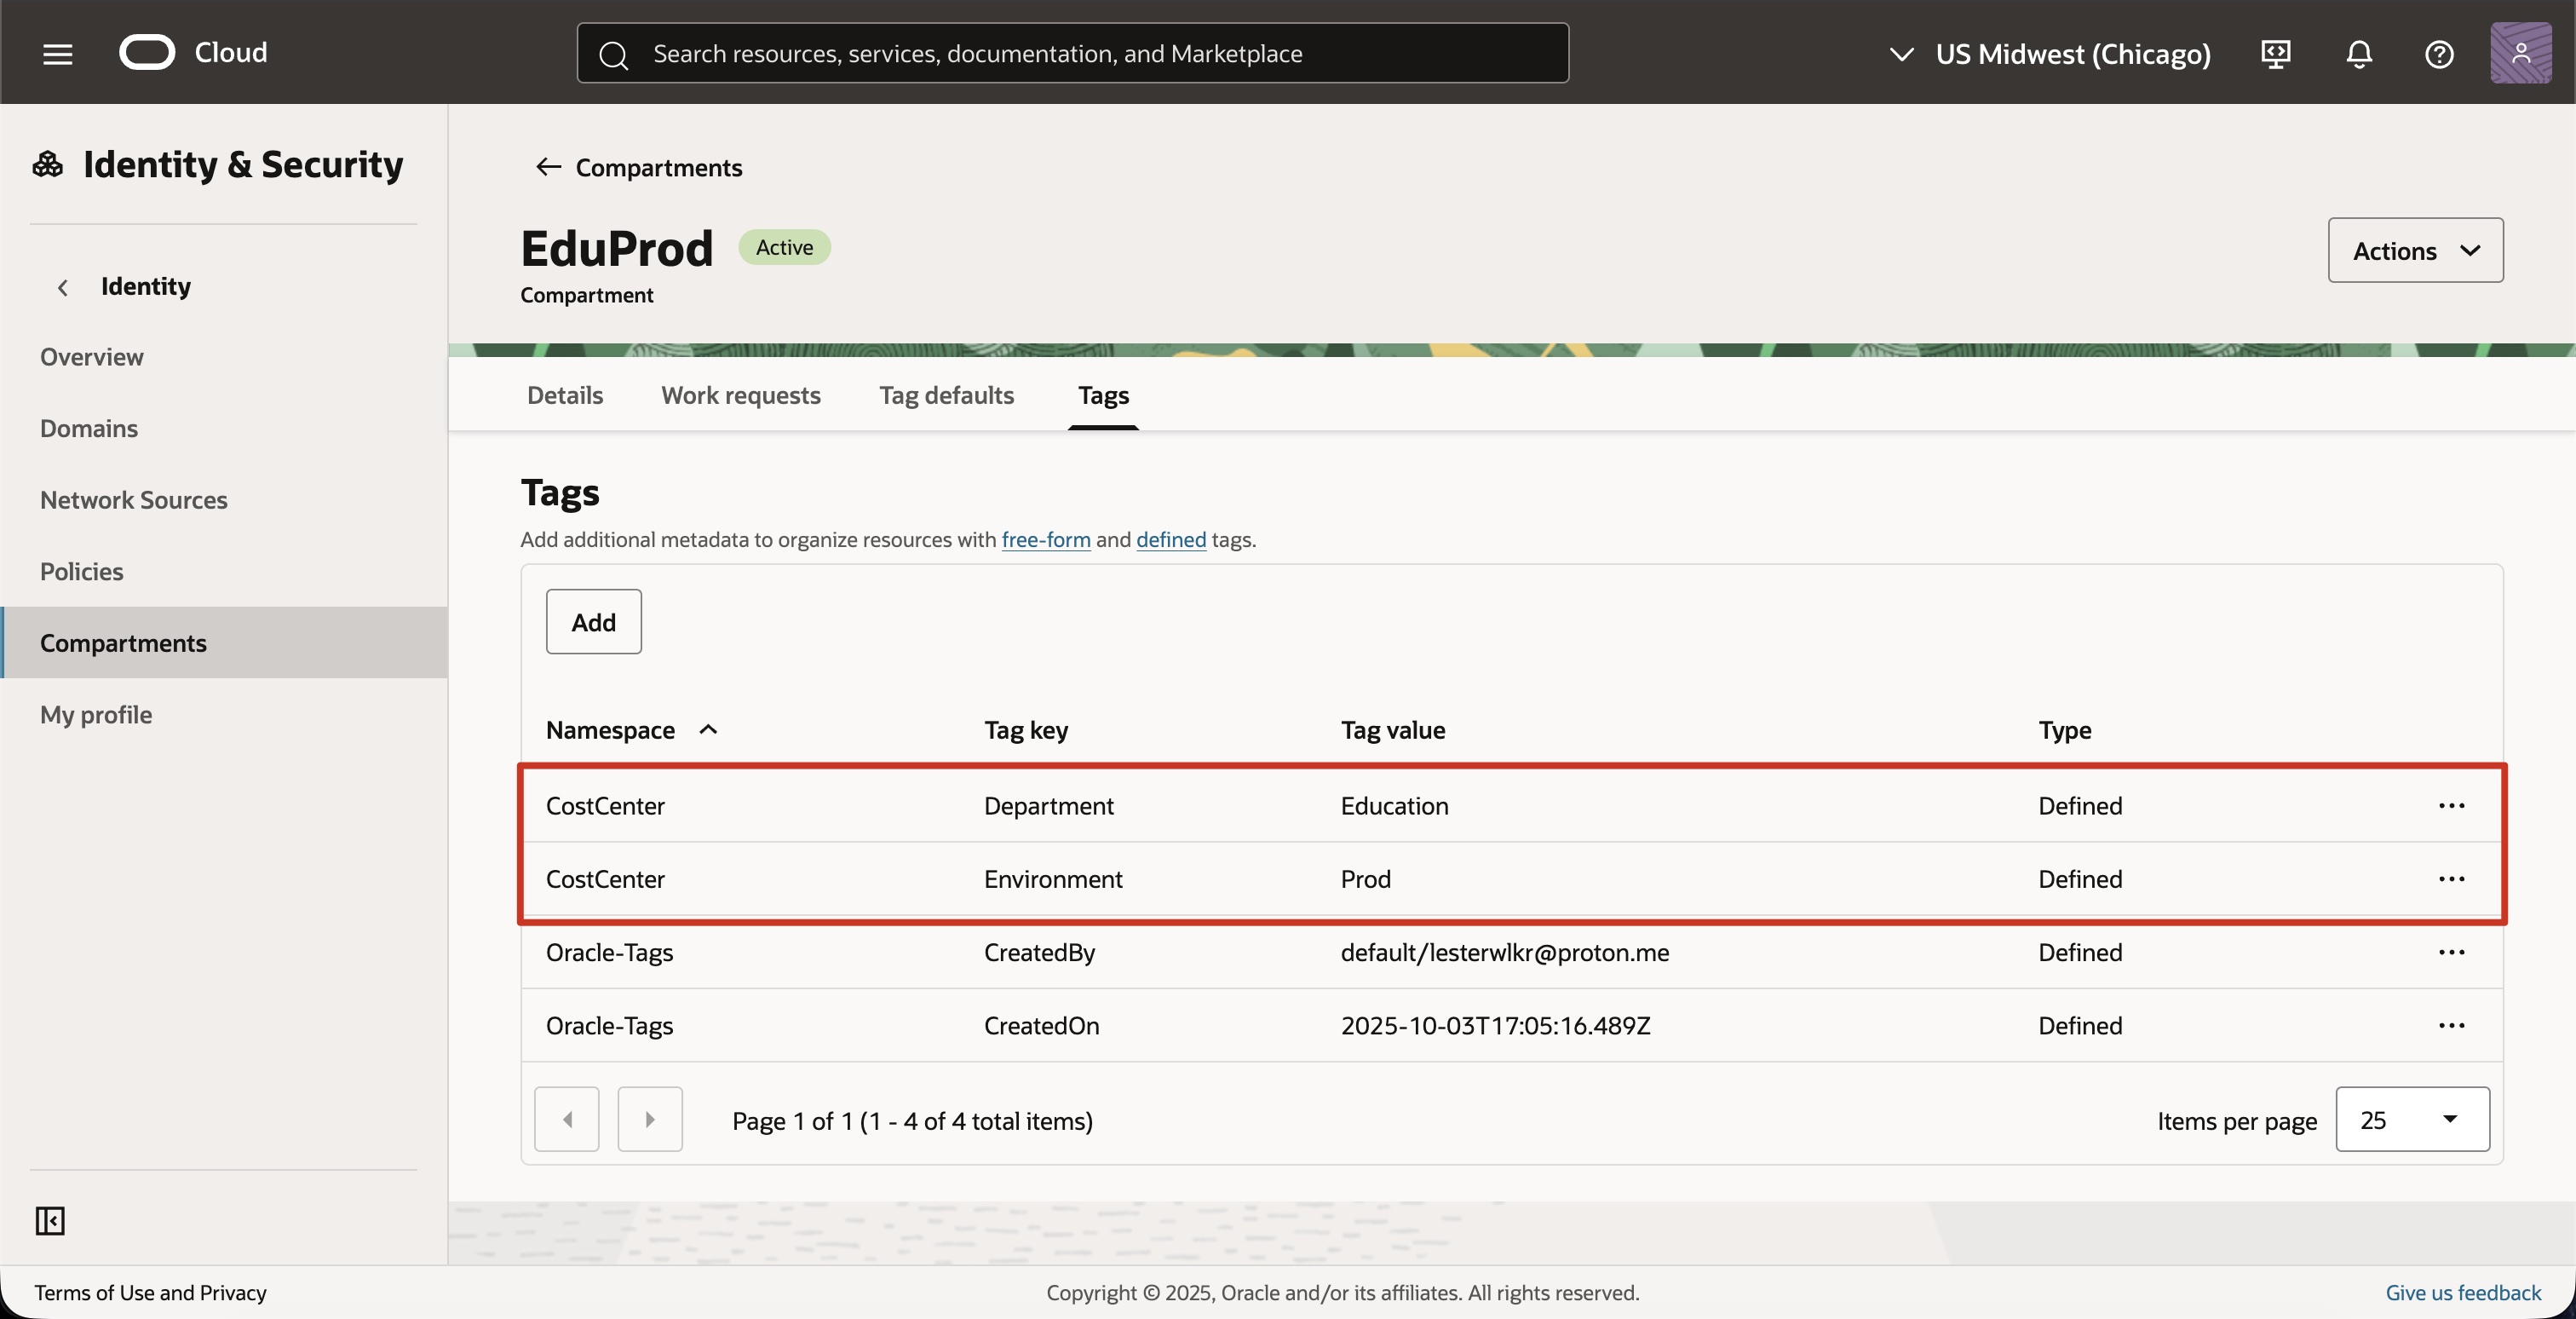 Cloud
Search resources, services, documentation, and Marketplace
US Midwest (Chicago)
Identity & Security
Identity
Overview
Domains
Network Sources
Policies
Compartments
My profile
Compartments
EduProd
Active
Compartment
Actions
Details Work requests Tag defaults Tags
Tags
Add additional metadata to organize resources with free-form and defined tags.
Add
Namespace Tag key Tag value Type
CostCenter Department Education Defined
CostCenter Environment Prod Defined
Oracle-Tags CreatedBy default/lesterwlkr@proton.me Defined
Oracle-Tags CreatedOn 2025-10-03T17:05:16.489Z Defined
Page 1 of 1 (1 - 4 of 4 total items)
Items per page 25
Terms of Use and Privacy
Copyright © 2025, Oracle and/or its affiliates. All rights reserved.
Give us feedback